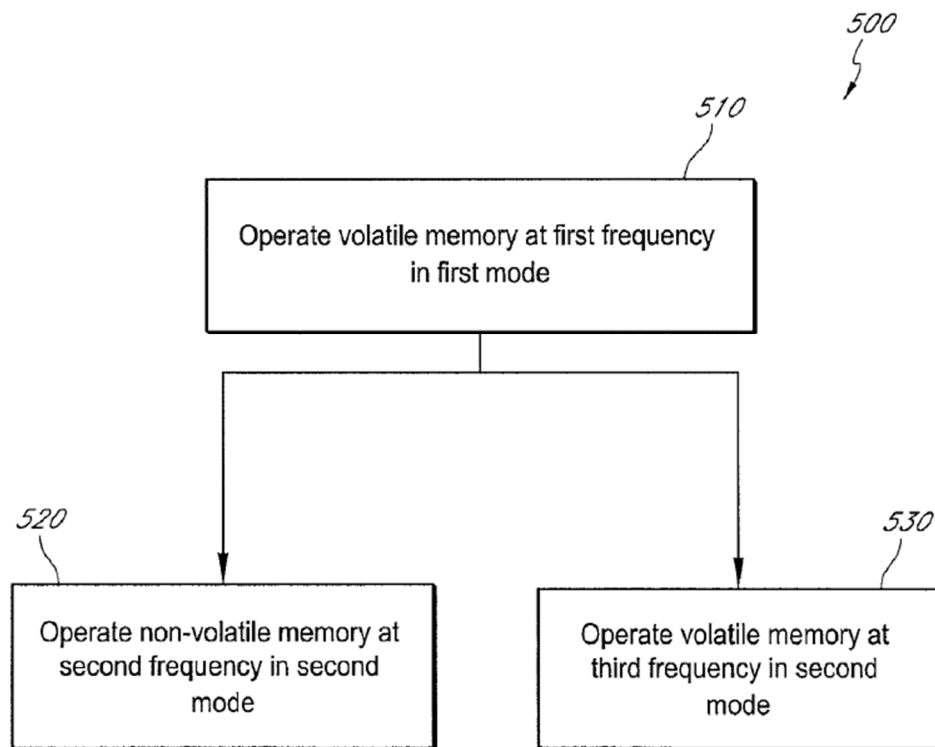 500
510
Operate volatile memory at first frequency
in first mode
520
530
Operate non-volatile memory at
second frequency in second
mode
Operate volatile memory at
third frequency in second
mode